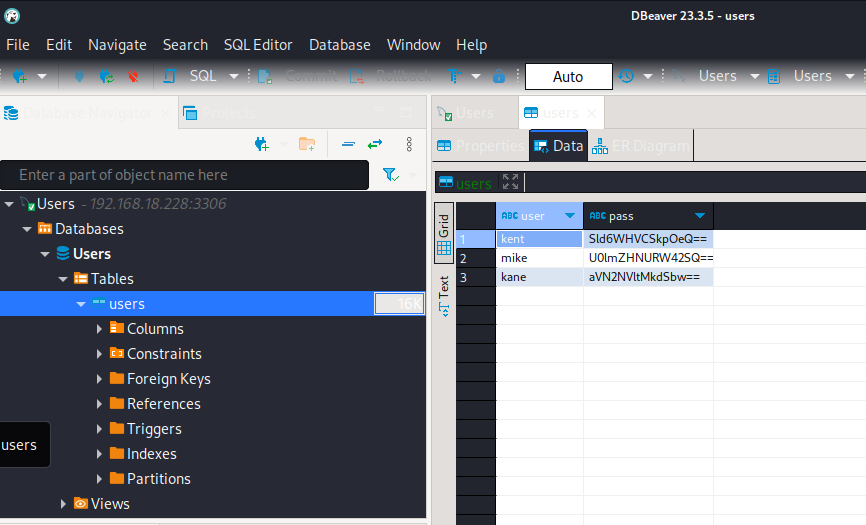 DBeaver 23.3.5 - users
File Edit Navigate Search SQL Editor Database Window Help
SQL Commit Rollback Auto Users Users
Database Navigator Projects
Enter a part of object name here
Users - 192.168.18.228:3306
Databases
Users
Tables
users 16K
Columns
Constraints
Foreign Keys
References
Triggers
Indexes
Partitions
Views
users
Users users
Properties Data ER Diagram
users
Grid
Text
ABC user ABC pass
1 kent Sld6WHVCSkpOeQ==
2 mike U0lmZHNURW42SQ==
3 kane aVN2NVltMkdSbw==